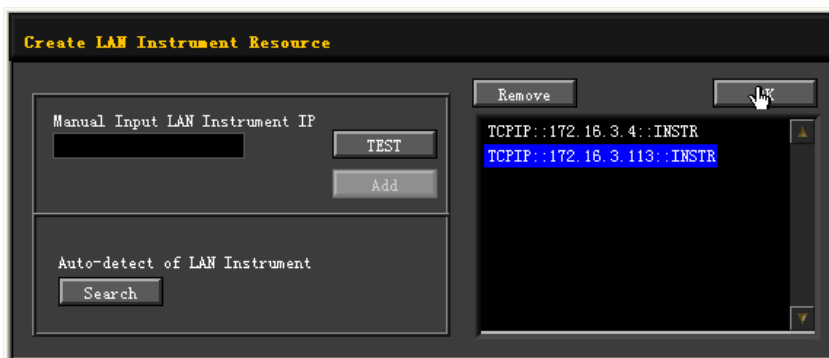 Create LAN Instrument Resource
Manual Input LAN Instrument IP
TEST
Add
Auto-detect of LAN Instrument
Search
Remove
TCPIP::172.16.3.4::INSTR
TCPIP::172.16.3.113::INSTR